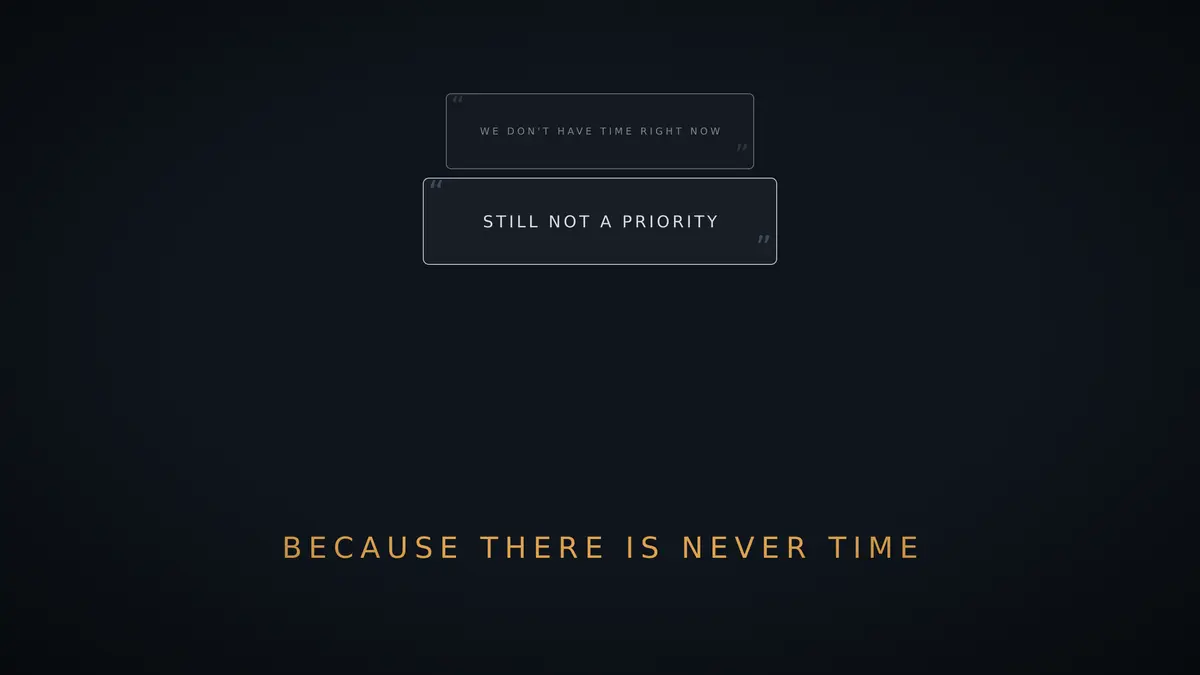 “
WE DON'T HAVE TIME RIGHT NOW
”
“
STILL NOT A PRIORITY
”
BECAUSE THERE IS NEVER TIME